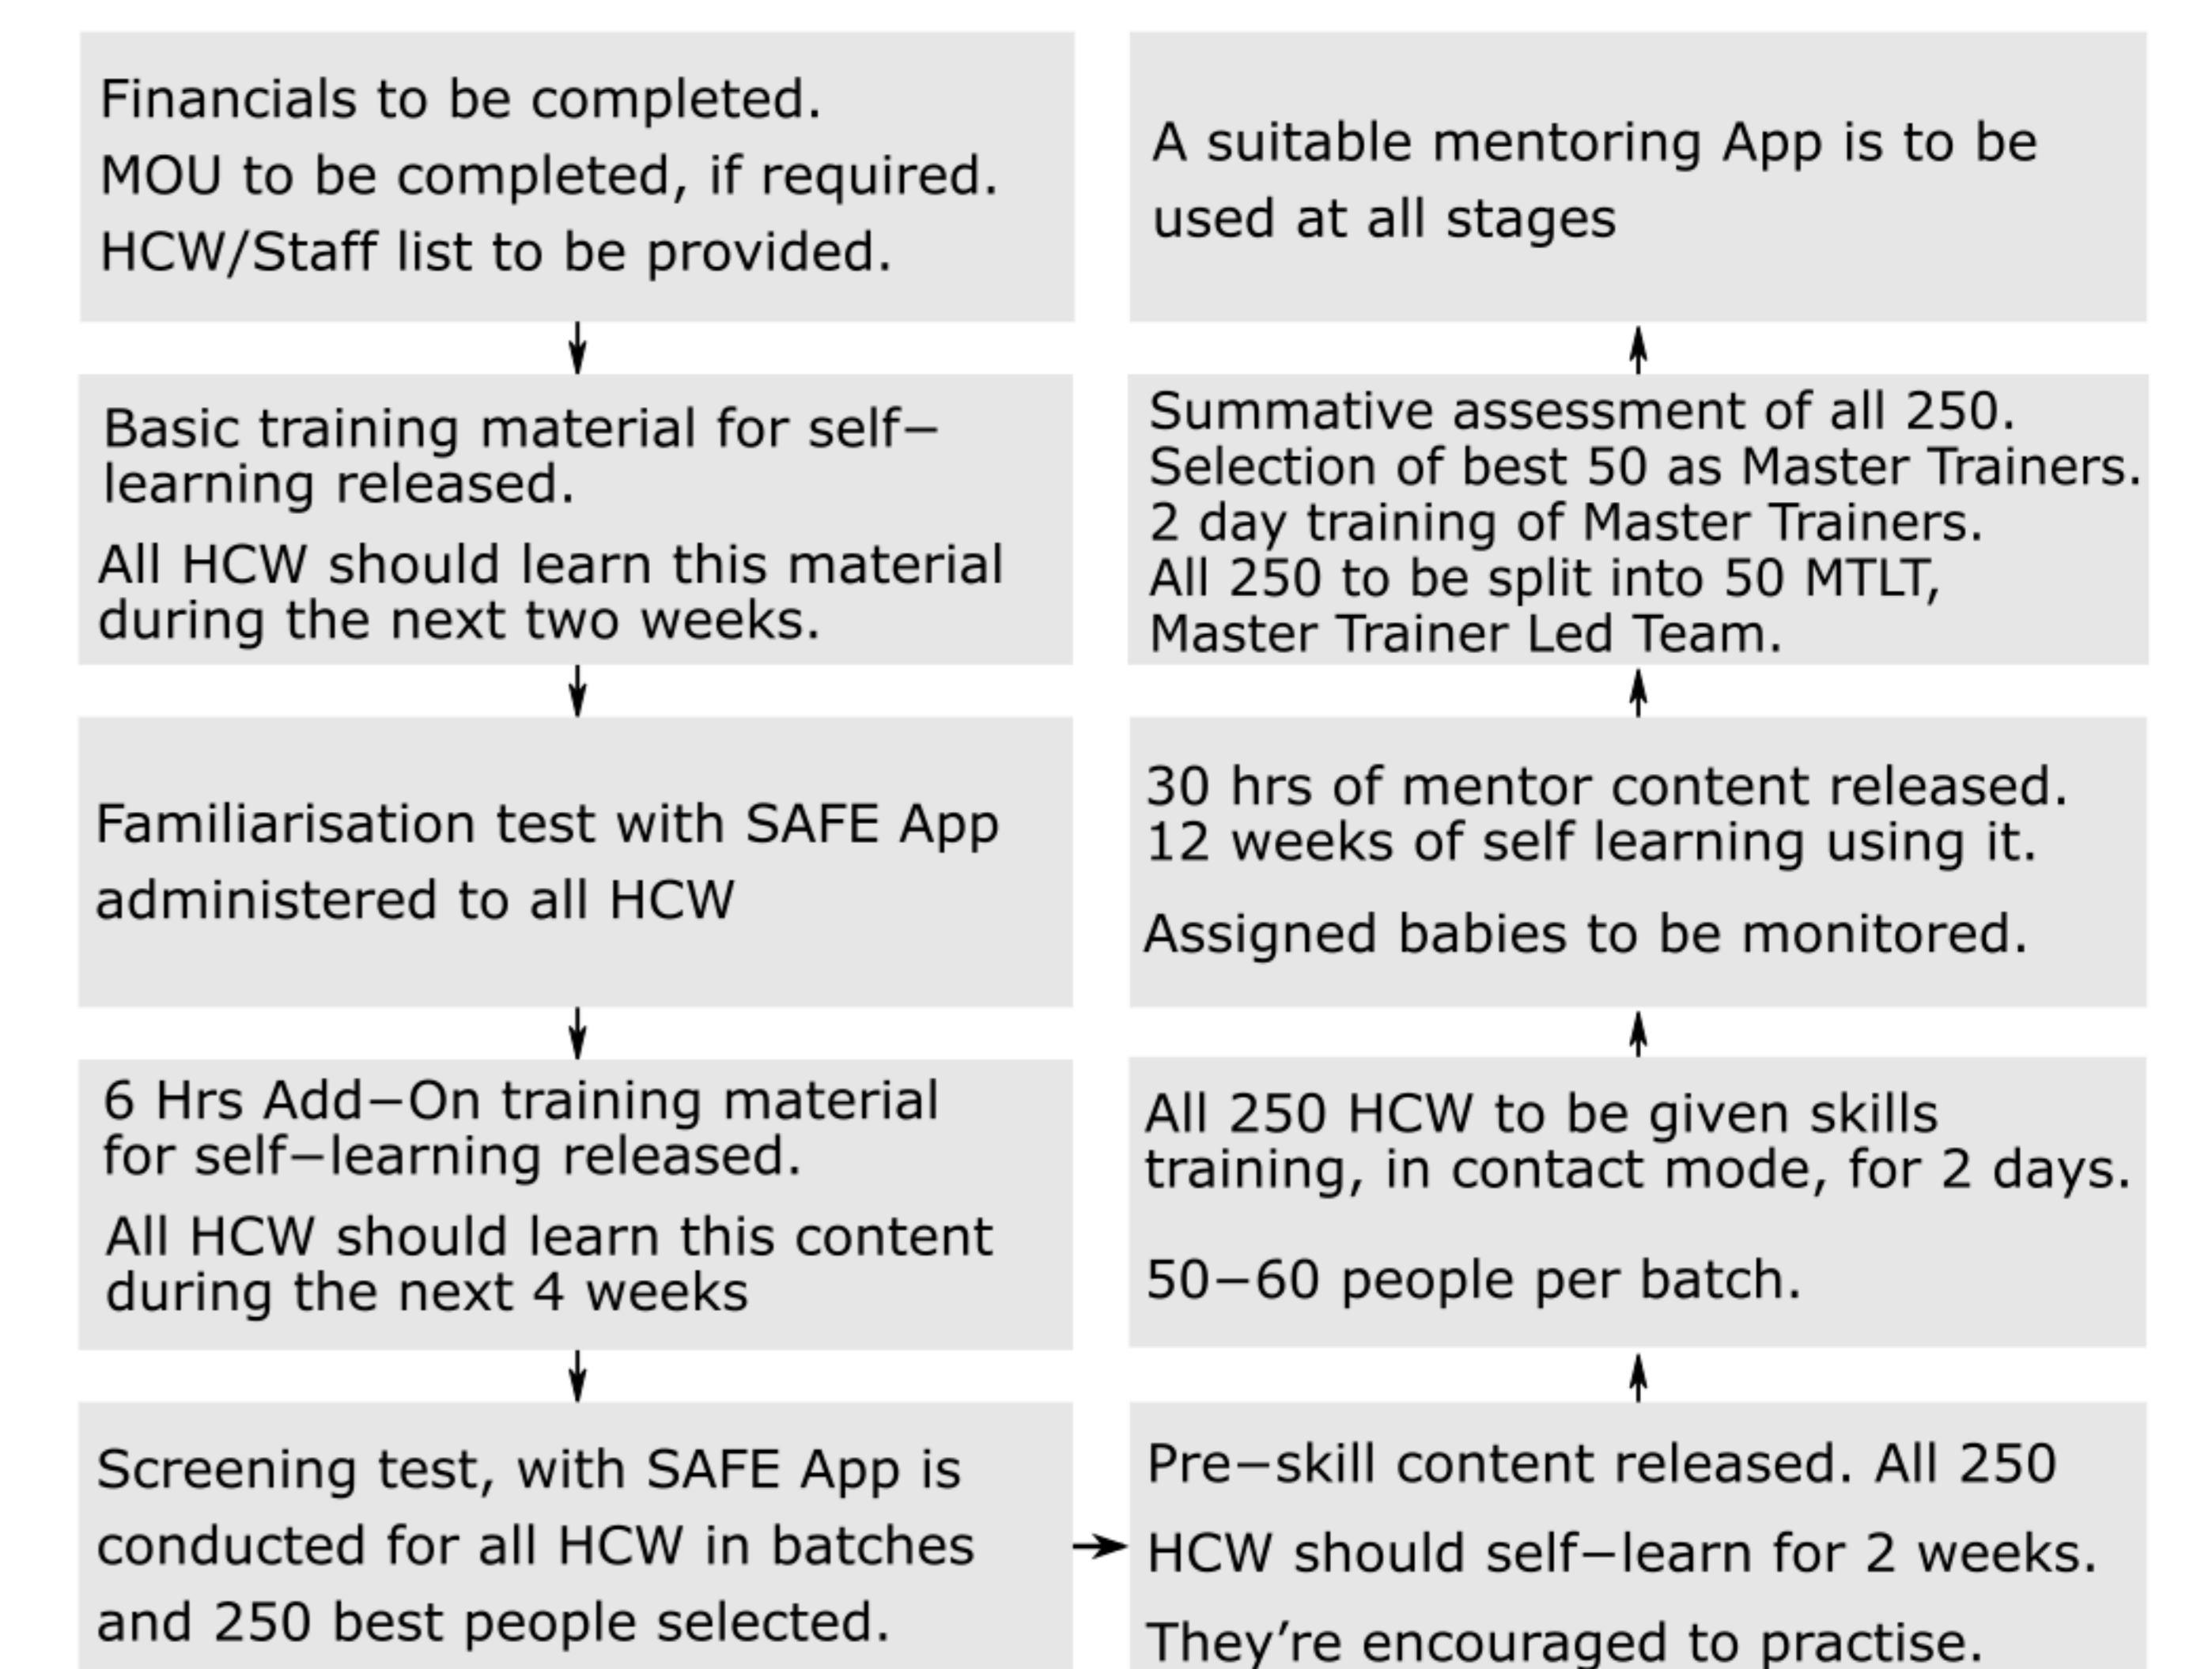 Financials to be completed.
MOU to be completed, if required.
HCW/Staff list to be provided.
Basic training material for self−
learning released.
All HCW should learn this material
during the next two weeks.
Familiarisation test with SAFE App
administered to all HCW
6 Hrs Add−On training material
for self−learning released.
All HCW should learn this content
during the next 4 weeks
Screening test, with SAFE App is
conducted for all HCW in batches
and 250 best people selected.
Pre−skill content released. All 250
HCW should self−learn for 2 weeks.
They’re encouraged to practise.
All 250 HCW to be given skills
training, in contact mode, for 2 days.
50−60 people per batch.
30 hrs of mentor content released.
12 weeks of self learning using it.
Assigned babies to be monitored.
Summative assessment of all 250.
Selection of best 50 as Master Trainers.
2 day training of Master Trainers.
All 250 to be split into 50 MTLT,
Master Trainer Led Team.
A suitable mentoring App is to be
used at all stages